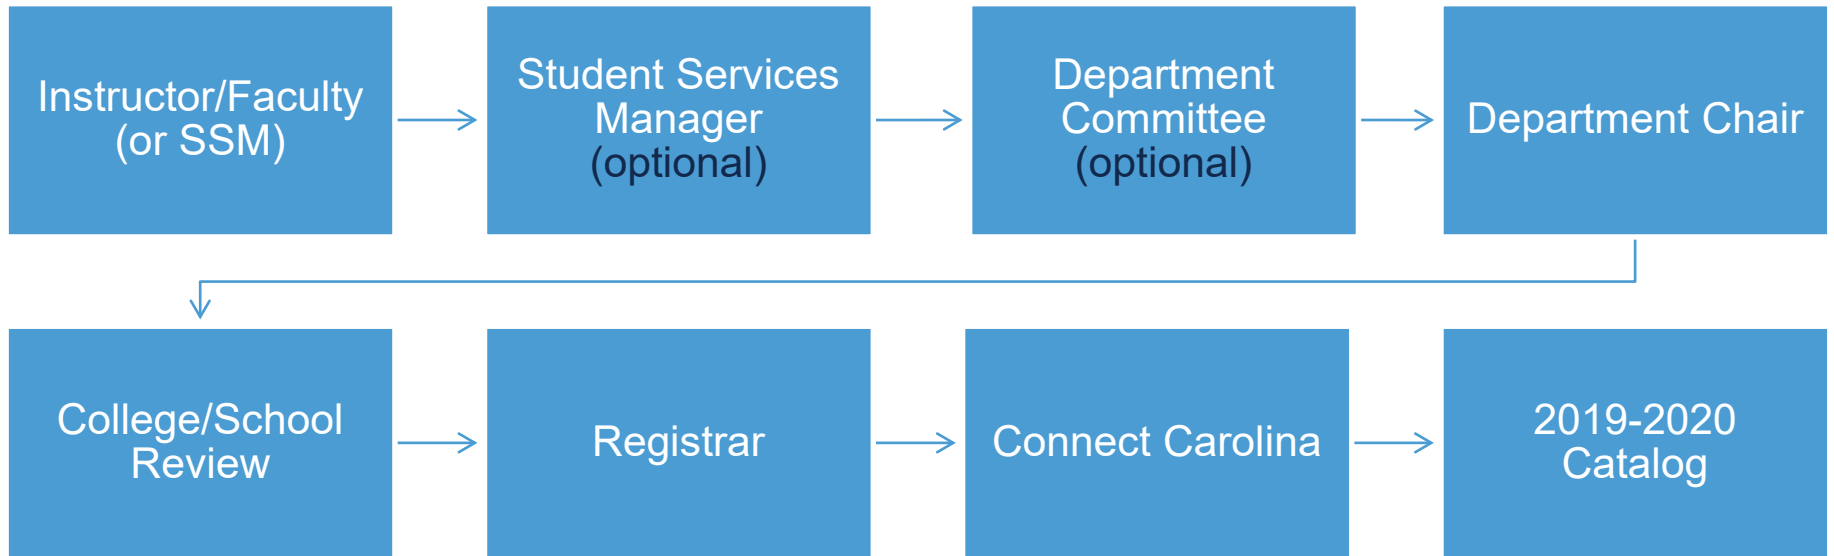 Instructor/Faculty
(or SSM)
Student Services
Manager
(optional)
Department
Committee
(optional)
Department Chair
College/School
Review
Registrar
Connect Carolina
2019-2020
Catalog